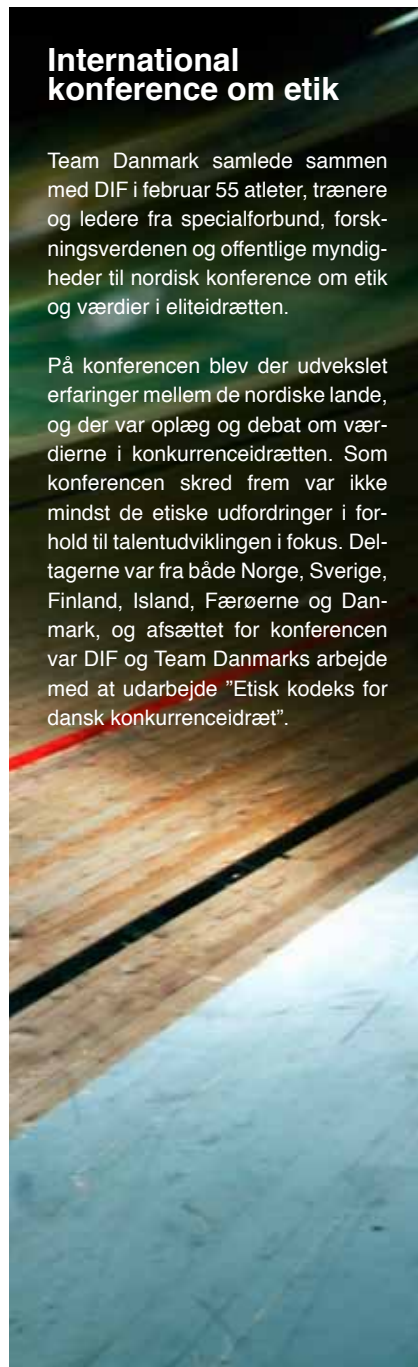 International
konference om etik
Team Danmark samlede sammen
med DIF i februar 55 atleter, trænere
og ledere fra specialforbund, forsk-
ningsverdenen og offentlige myndig-
heder til nordisk konference om etik
og værdier i eliteidrætten.
På konferencen blev der udvekslet
erfaringer mellem de nordiske lande,
og der var oplæg og debat om vær-
dierne i konkurrenceidrætten. Som
konferencen skred frem var ikke
mindst de etiske udfordringer i for-
hold til talentudviklingen i fokus. Del-
tagerne var fra både Norge, Sverige,
Finland, Island, Færøerne og Dan-
mark, og afsættet for konferencen
var DIF og Team Danmarks arbejde
med at udarbejde ”Etisk kodeks for
dansk konkurrenceidræt”.